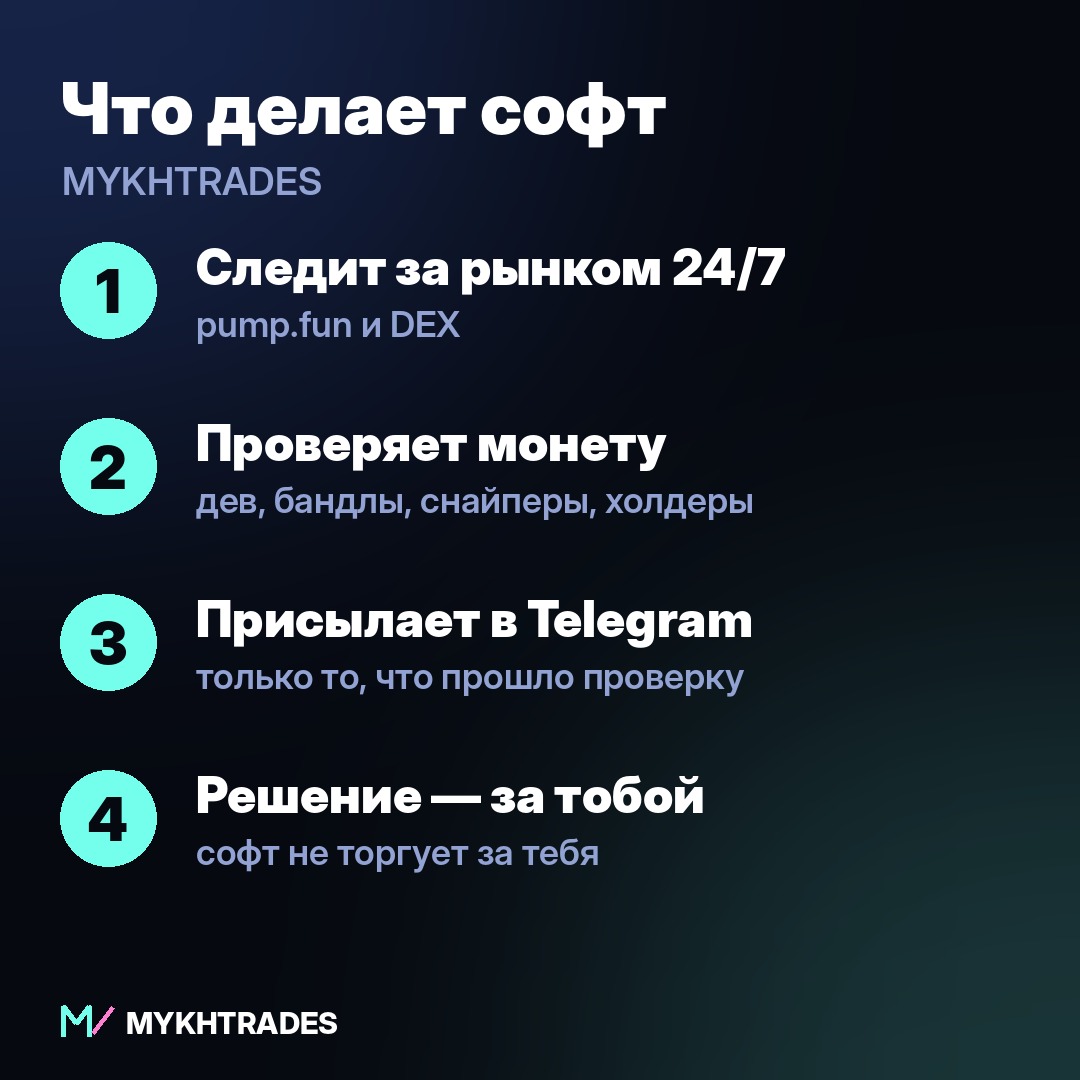 Что делает софт
MYKHTRADES
1
Следит за рынком 24/7
pump.fun и DEX
2
Проверяет монету
дев, бандлы, снайперы, холдеры
3
Присылает в Telegram
только то, что прошло проверку
4
Решение — за тобой
софт не торгует за тебя
M/ MYKHTRADES